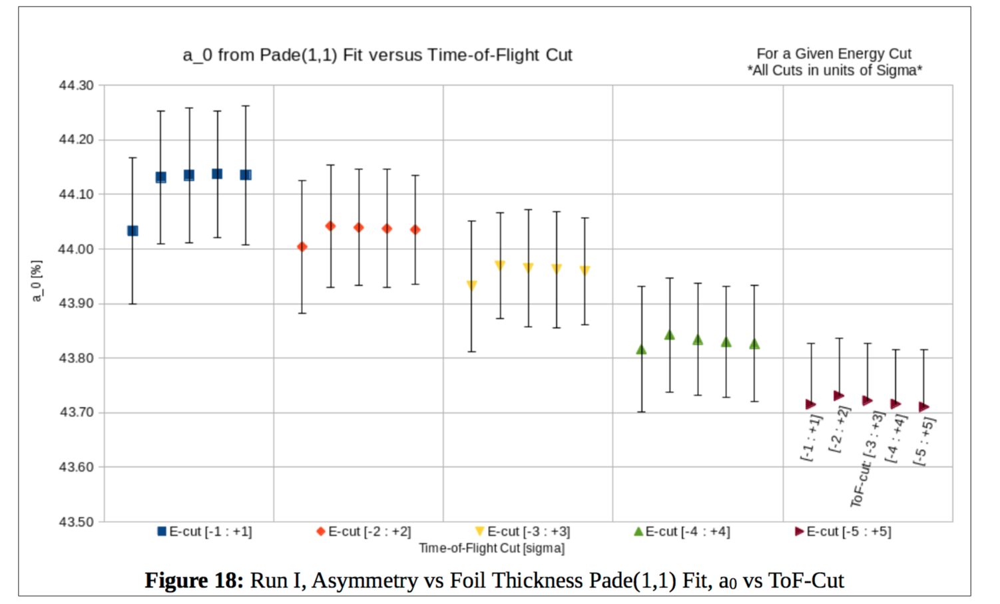 a_0 from Pade(1,1) Fit versus Time-of-Flight Cut
For a Given Energy Cut
*All Cuts in units of Sigma*
44.30
44.20
44.10
44.00
43.90
43.80
43.70
43.60
43.50
a_0 [%]
[-1 : +1]
[-2 : +2]
ToF-cut: [-3 : +3]
[-4 : +4]
[-5 : +5]
E-cut [-1 : +1] E-cut [-2 : +2] E-cut [-3 : +3] E-cut [-4 : +4] E-cut [-5 : +5]
Time-of-Flight Cut [sigma]
Figure 18: Run I, Asymmetry vs Foil Thickness Pade(1,1) Fit, a₀ vs ToF-Cut